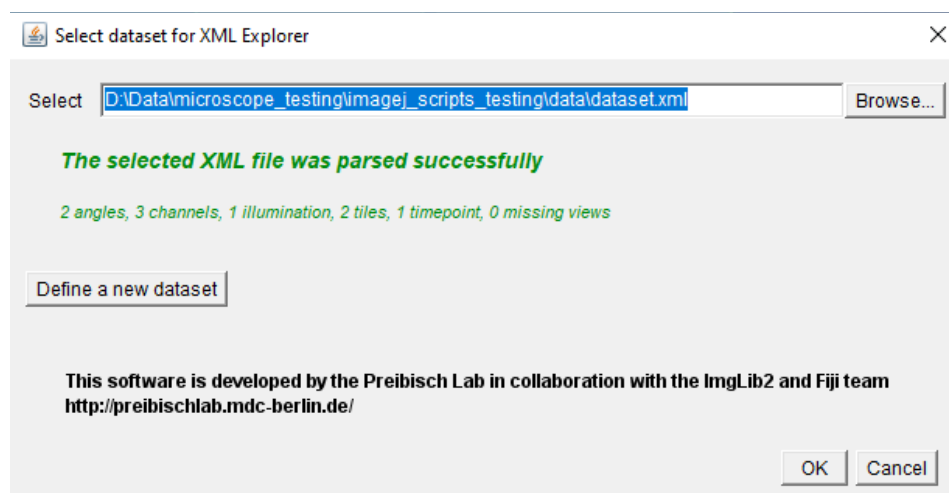 Select dataset for XML Explorer
Select D:\Data\microscope_testing\imagej_scripts_testing\data\dataset.xml Browse...
The selected XML file was parsed successfully
2 angles, 3 channels, 1 illumination, 2 tiles, 1 timepoint, 0 missing views
Define a new dataset
This software is developed by the Preibisch Lab in collaboration with the ImgLib2 and Fiji team
http://preibischlab.mdc-berlin.de/
OK Cancel